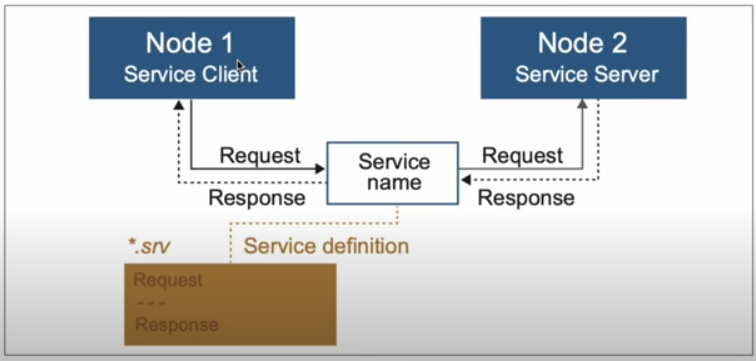 Node 1
Service Client
Node 2
Service Server
Request
Response
Service
name
Request
Response
*.srv
Service definition
Request
---
Response